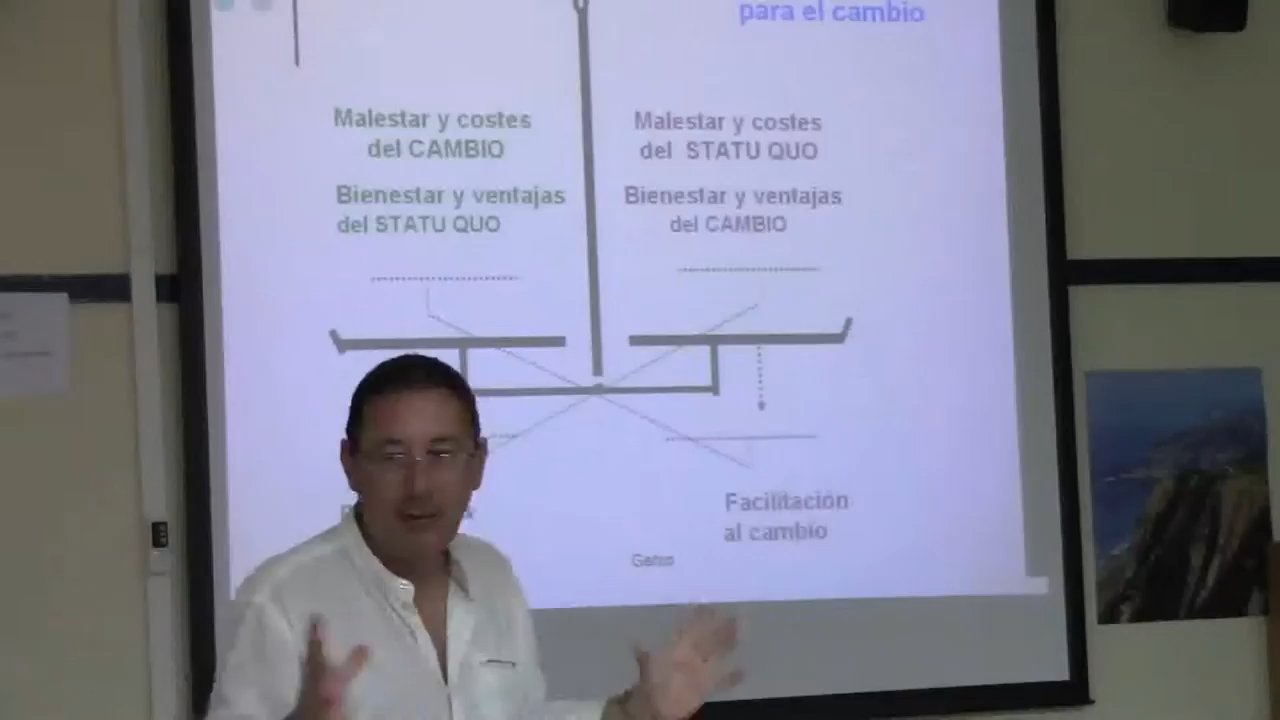 para el cambio
Malestar y costes
del CAMBIO
Malestar y costes
del STATU QUO
Bienestar y ventajas
del STATU QUO
Bienestar y ventajas
del CAMBIO
Facilitación
al cambio